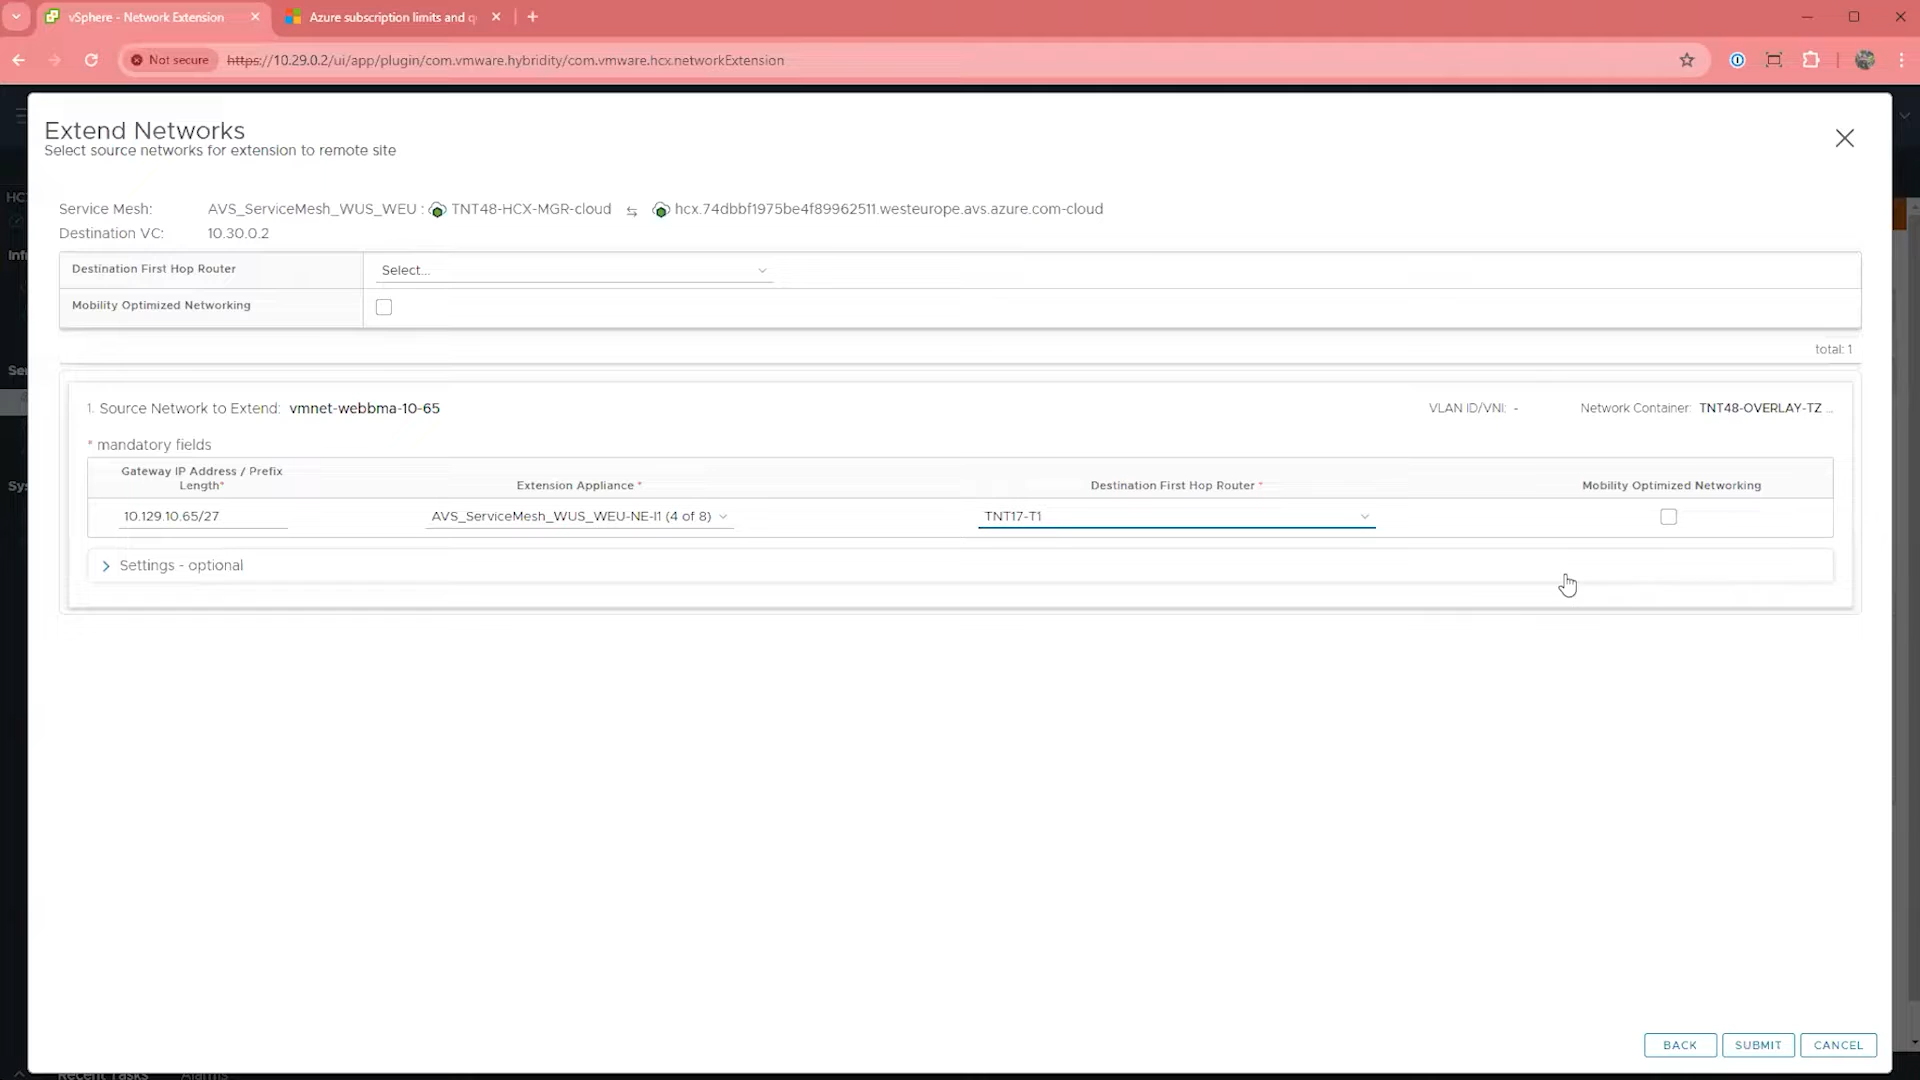 vSphere - Network Extension
Azure subscription limits and q
Not secure
https://10.29.0.2/ui/app/plugin/com.vmware.hybridity/com.vmware.hcx.networkExtension
Extend Networks
Select source networks for extension to remote site
Service Mesh: AVS_ServiceMesh_WUS_WEU : TNT48-HCX-MGR-cloud hcx.74dbbf1975be4f89962511.westeurope.avs.azure.com-cloud
Destination VC: 10.30.0.2
Destination First Hop Router Select...
Mobility Optimized Networking
total: 1
1. Source Network to Extend: vmnet-webbma-10-65 VLAN ID/VNI: - Network Container: TNT48-OVERLAY-TZ ...
* mandatory fields
Gateway IP Address / Prefix
Length* Extension Appliance * Destination First Hop Router * Mobility Optimized Networking
10.129.10.65/27 AVS_ServiceMesh_WUS_WEU-NE-I1 (4 of 8) TNT17-T1
Settings - optional
BACK SUBMIT CANCEL
Recent Tasks Alarms